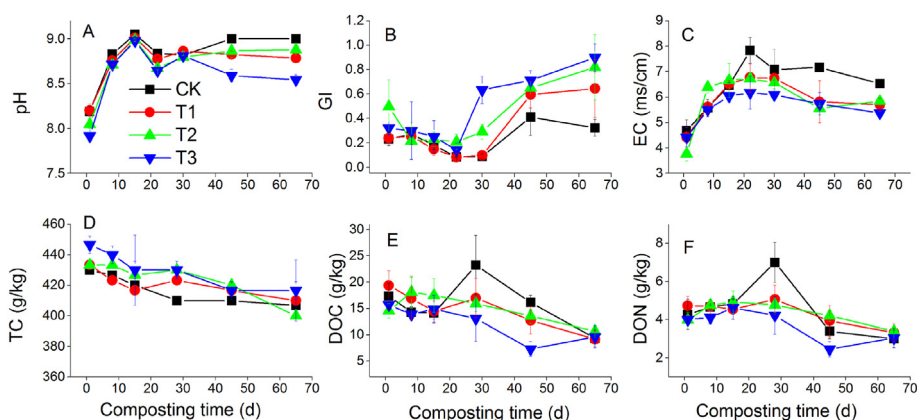 A
B
C
pH
GI
EC (ms/cm)
9.0
8.5
8.0
7.5
CK
T1
T2
T3
1.2
1.0
0.8
0.6
0.4
0.2
0.0
9
8
7
6
5
4
3
0 10 20 30 40 50 60 70
0 10 20 30 40 50 60 70
0 10 20 30 40 50 60 70
D
E
F
TC (g/kg)
DOC (g/kg)
DON (g/kg)
460
440
420
400
380
360
30
25
20
15
10
5
8
6
4
2
0 10 20 30 40 50 60 70
0 10 20 30 40 50 60 70
0 10 20 30 40 50 60 70
Composting time (d)
Composting time (d)
Composting time (d)